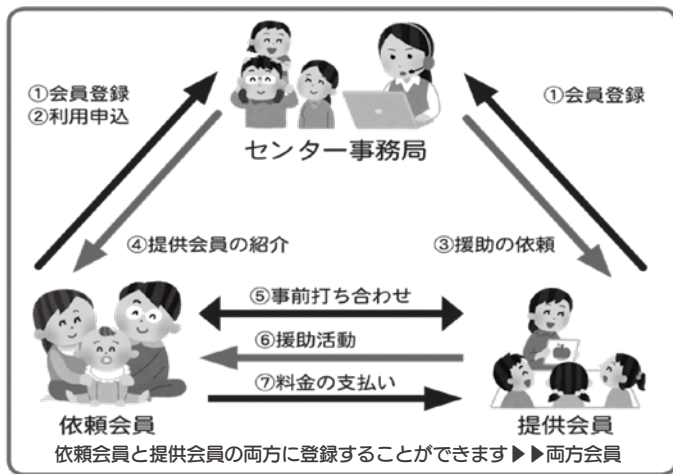 ①会員登録
②利用申込
①会員登録
センター事務局
④提供会員の紹介
③援助の依頼
⑤事前打ち合わせ
⑥援助活動
⑦料金の支払い
依頼会員
提供会員
依頼会員と提供会員の両方に登録することができます▶▶両方会員